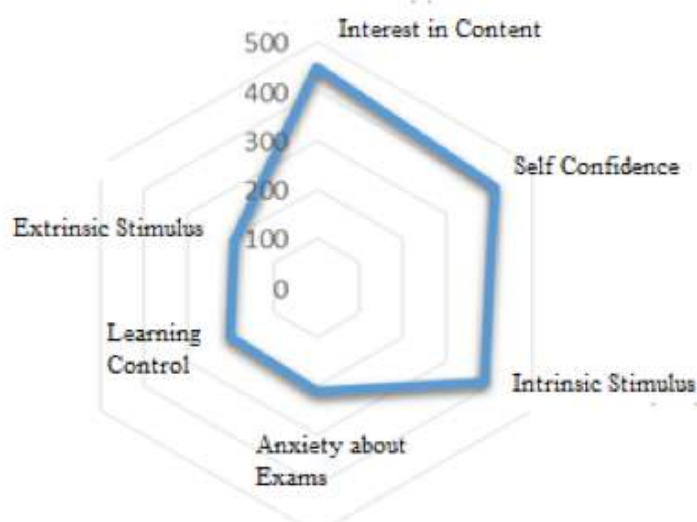 Interest in Content
500
400
300
200
100
0
Self Confidence
Extrinsic Stimulus
Learning
Control
Intrinsic Stimulus
Anxiety about
Exams